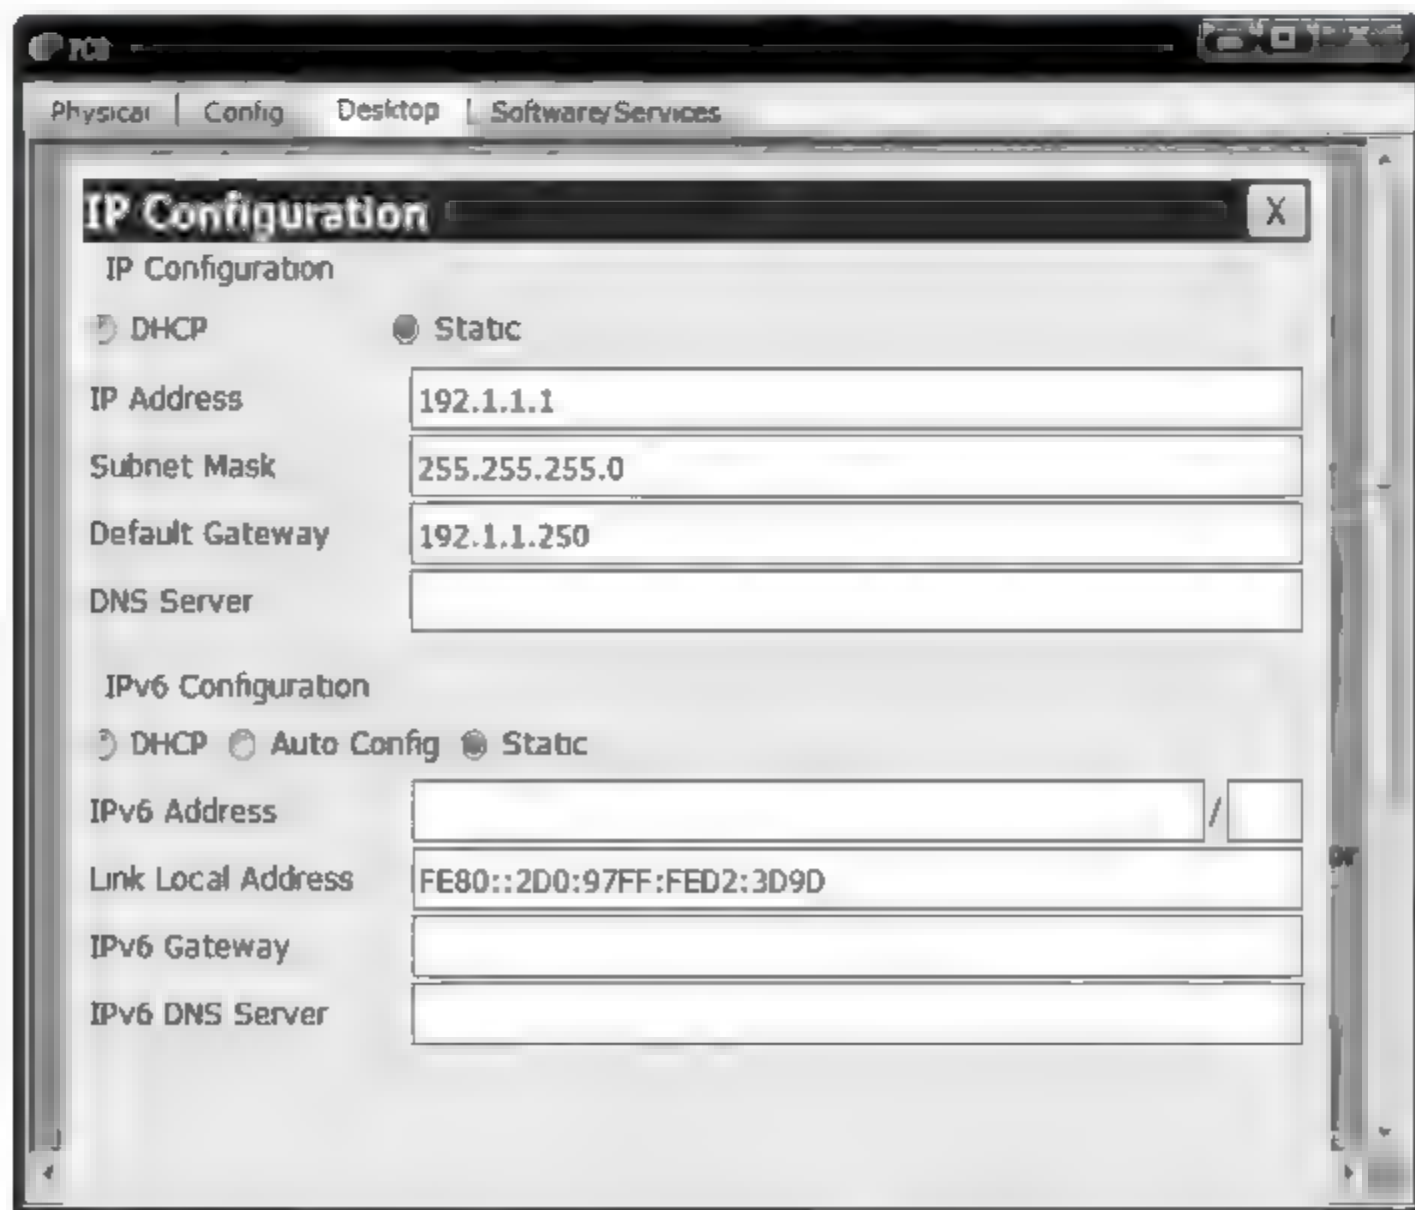 Physical | Config Desktop Software/Services
IP Configuration X
IP Configuration
DHCP Static
IP Address 192.1.1.1
Subnet Mask 255.255.255.0
Default Gateway 192.1.1.250
DNS Server
IPv6 Configuration
DHCP Auto Config Static
IPv6 Address /
Link Local Address FE80::2D0:97FF:FED2:3D9D
IPv6 Gateway
IPv6 DNS Server